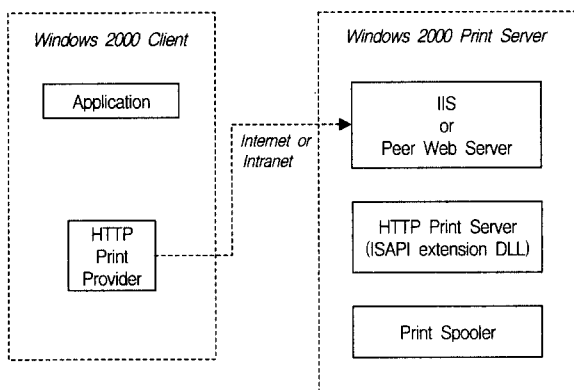 Windows 2000 Client
Application
HTTP
Print
Provider
Internet or
Intranet
Windows 2000 Print Server
IIS
or
Peer Web Server
HTTP Print Server
(ISAPI extension DLL)
Print Spooler